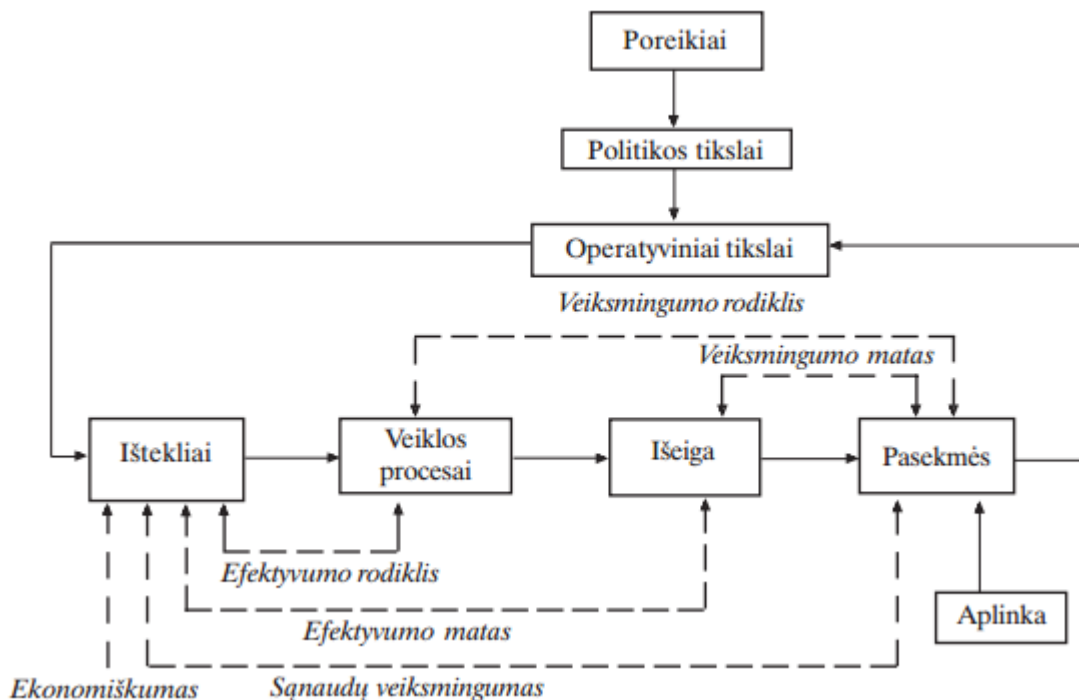 Poreikiai
Politikos tikslai
Operatyviniai tikslai
Veiksmingumo rodiklis
Veiksmingumo matas
Ištekliai
Veiklos
procesai
Išeiga
Pasekmės
Efektyvumo rodiklis
Efektyvumo matas
Aplinka
Ekonomiškumas
Sąnaudų veiksmingumas